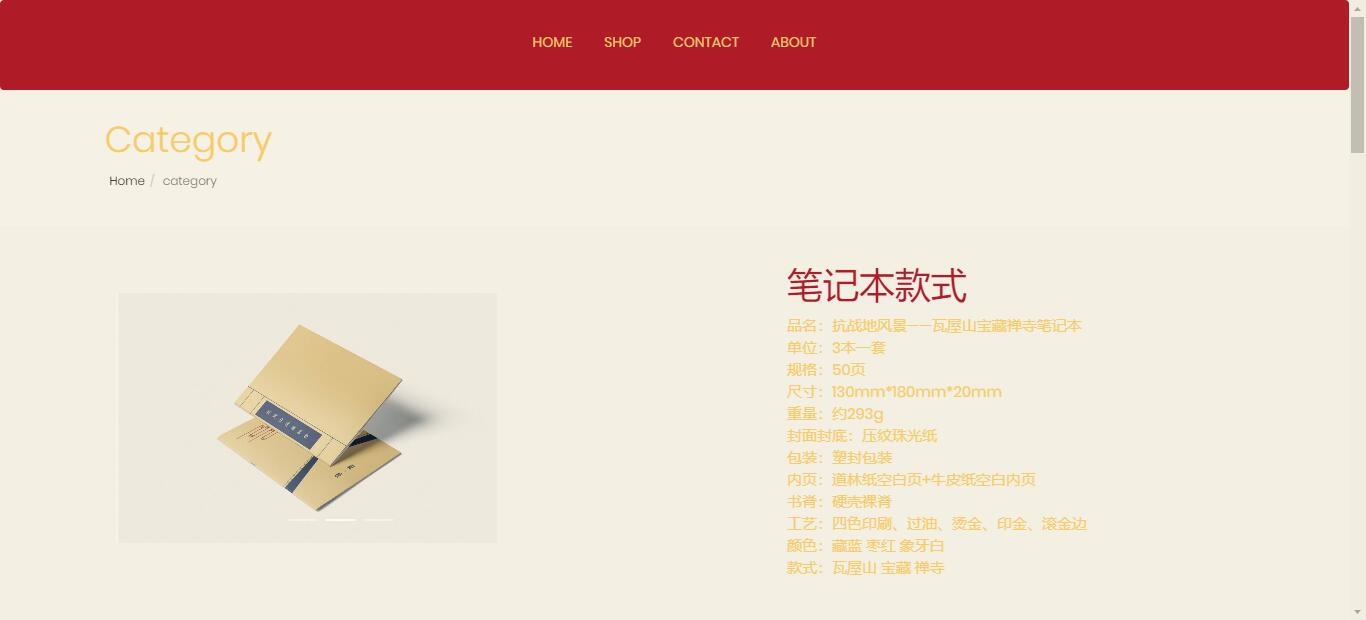 HOME SHOP CONTACT ABOUT
Category
Home / category
笔记本款式
品名：抗战地风景——瓦屋山宝藏禅寺笔记本
单位：3本一套
规格：50页
尺寸：130mm*180mm*20mm
重量：约293g
封面封底：压纹珠光纸
包装：塑封包装
内页：道林纸空白页+牛皮纸空白内页
书脊：硬壳裸脊
工艺：四色印刷、过油、烫金、印金、滚金边
颜色：藏蓝 枣红 象牙白
款式：瓦屋山 宝藏 禅寺